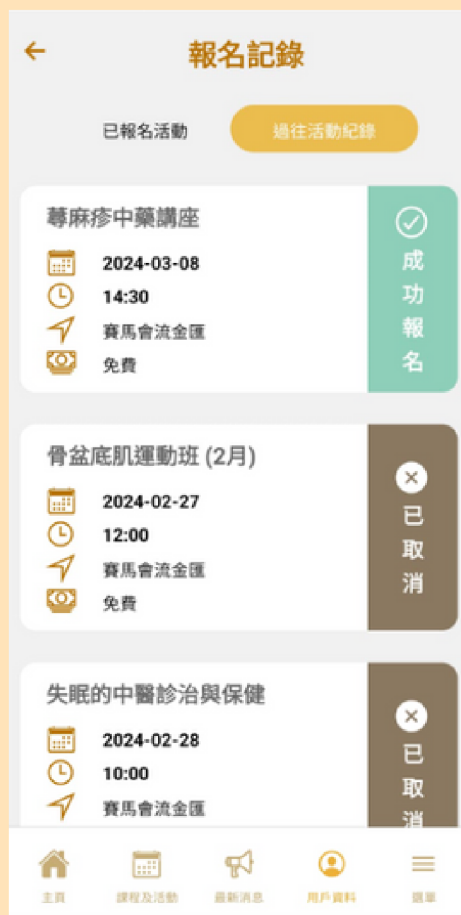 報名記錄
已報名活動
過往活動紀錄
蕁麻疹中藥講座
2024-03-08
14:30
賽馬會流金匯
免費
成功報名
骨盆底肌運動班 (2月)
2024-02-27
12:00
賽馬會流金匯
免費
已取消
失眠的中醫診治與保健
2024-02-28
10:00
賽馬會流金匯
已取消
主頁
課程及活動
最新消息
用戶資料
選單